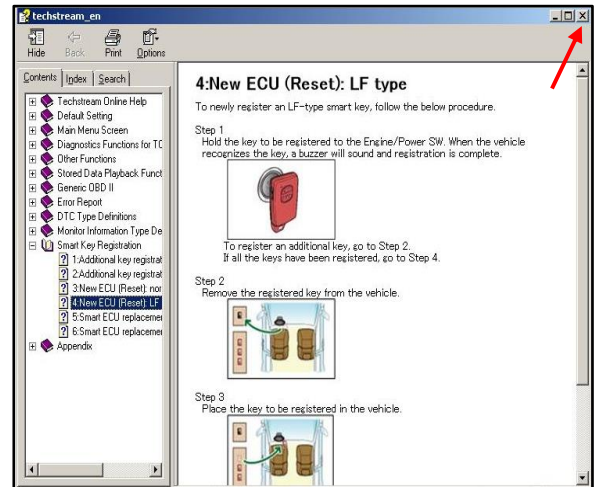 techstream_en
Hide Back Print Options
Contents Index Search
Techstream Online Help
Default Setting
Main Menu Screen
Diagnostics Functions for TC
Other Functions
Stored Data Playback Funct
Generic OBD II
Error Report
DTC Type Definitions
Monitor Information Type De
Smart Key Registration
1:Additional key registrat
2:Additional key registrat
3:New ECU (Reset): nor
4:New ECU (Reset): LF
5:Smart ECU replacemen
6:Smart ECU replacemen
Appendix
4:New ECU (Reset): LF type
To newly register an LF-type smart key, follow the below procedure.
Step 1
Hold the key to be registered to the Engine/Power SW. When the vehicle
recognizes the key, a buzzer will sound and registration is complete.
To register an additional key, go to Step 2.
If all the keys have been registered, go to Step 4.
Step 2
Remove the registered key from the vehicle.
Step 3
Place the key to be registered in the vehicle.